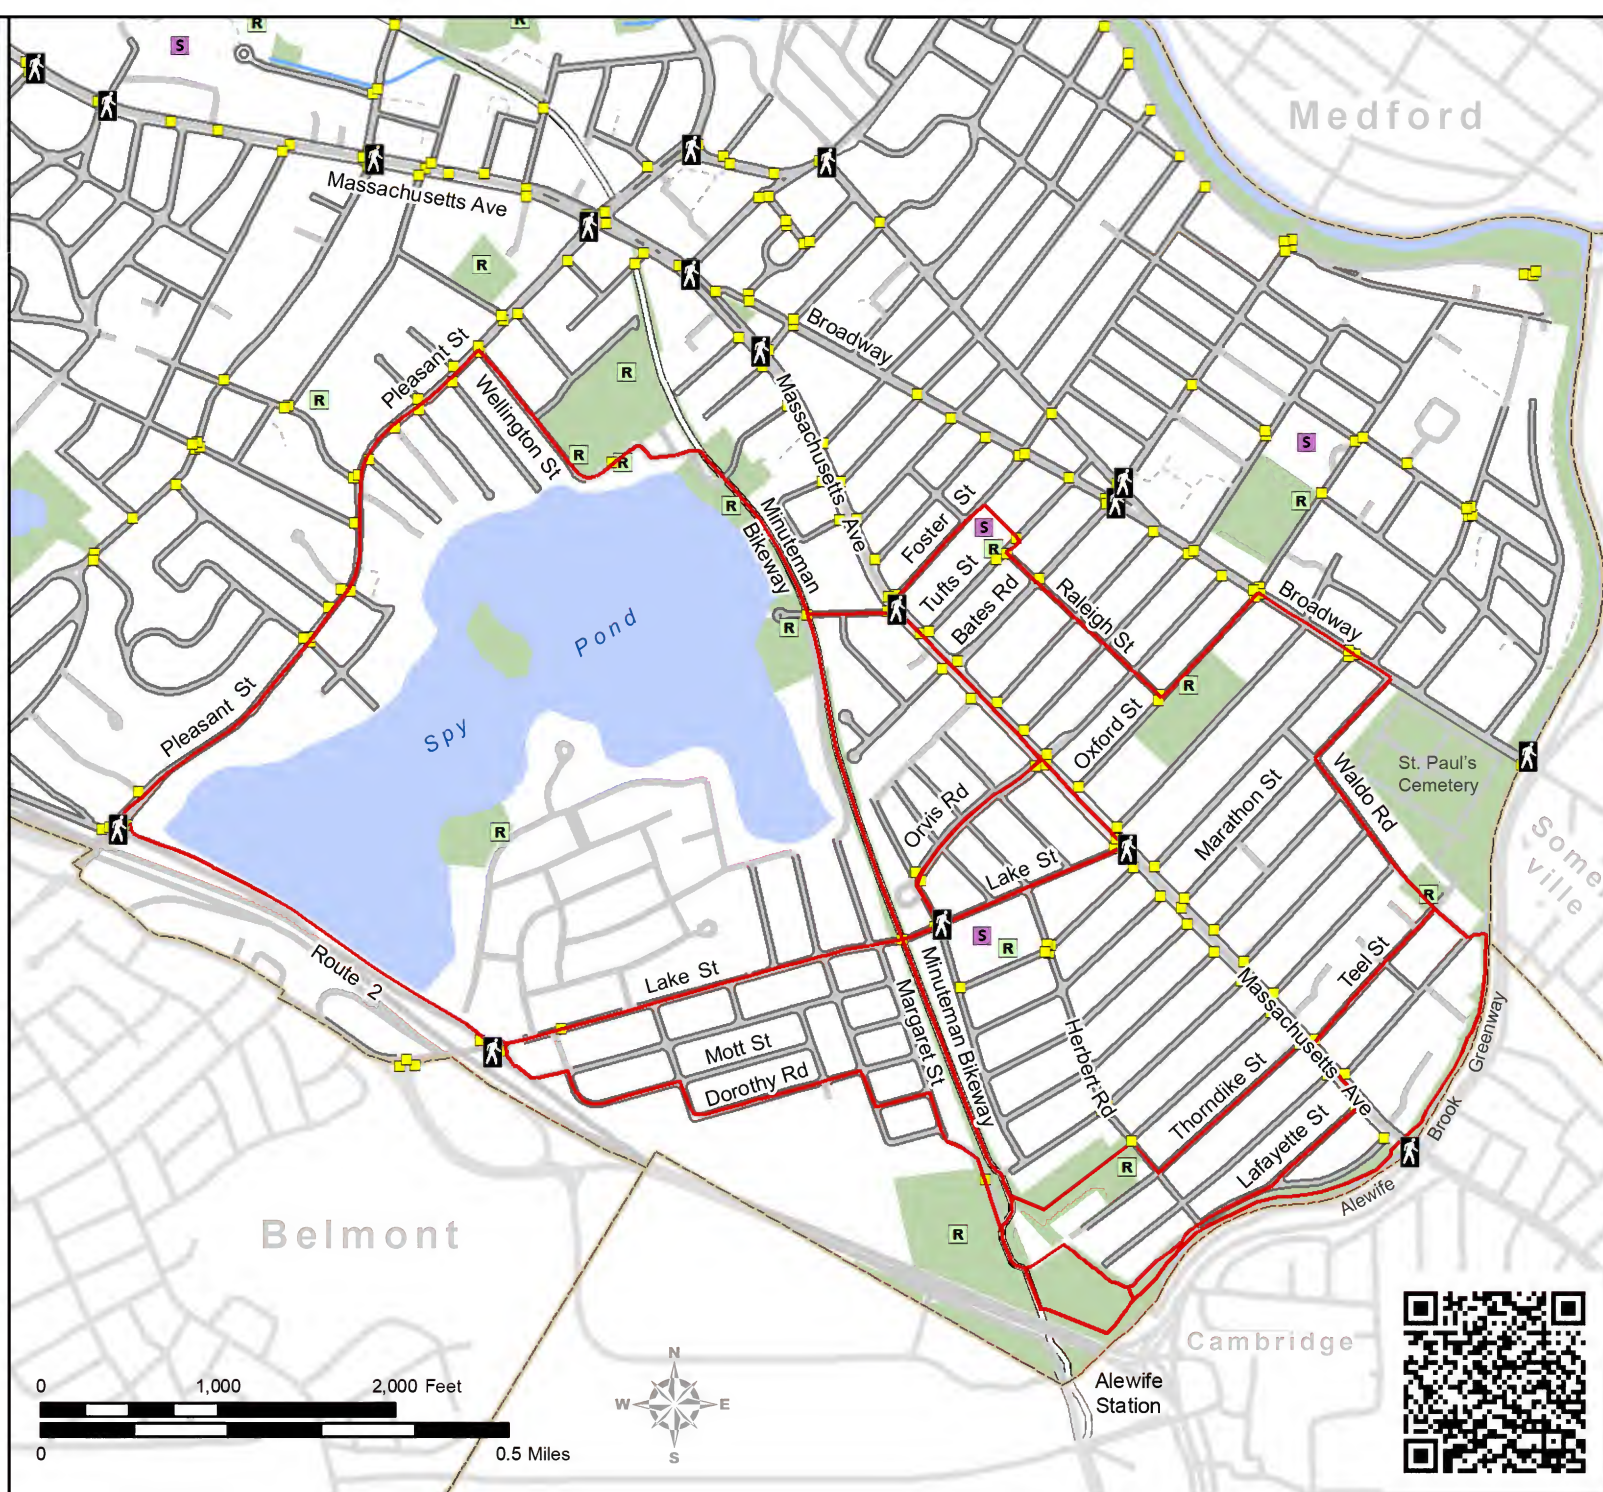 R
R
S
Medford
Massachusetts Ave
R
Broadway
Pleasant St
R
R
Wellington St
Massachusetts Ave
S
R
R
R
R
Minuteman
Bikeway
Foster St
S
R
Tufts St
Bates Rd
Raleigh St
Broadway
R
Pond
Spy
Pleasant St
R
Oxford St
St. Paul's
Cemetery
Waldo Rd
Orvis Rd
Marathon St
R
Lake St
Somer
ville
R
S
R
Route 2
Lake St
Minuteman Bikeway
Margaret St
Massachusetts Ave
Teel St
Greenway
Mott St
Dorothy Rd
Herbert Rd
Thorndike St
Lafayette St
Brook
R
Alewife
Belmont
R
Cambridge
N
W
E
S
Alewife
Station
0
1,000
2,000 Feet
0
0.5 Miles